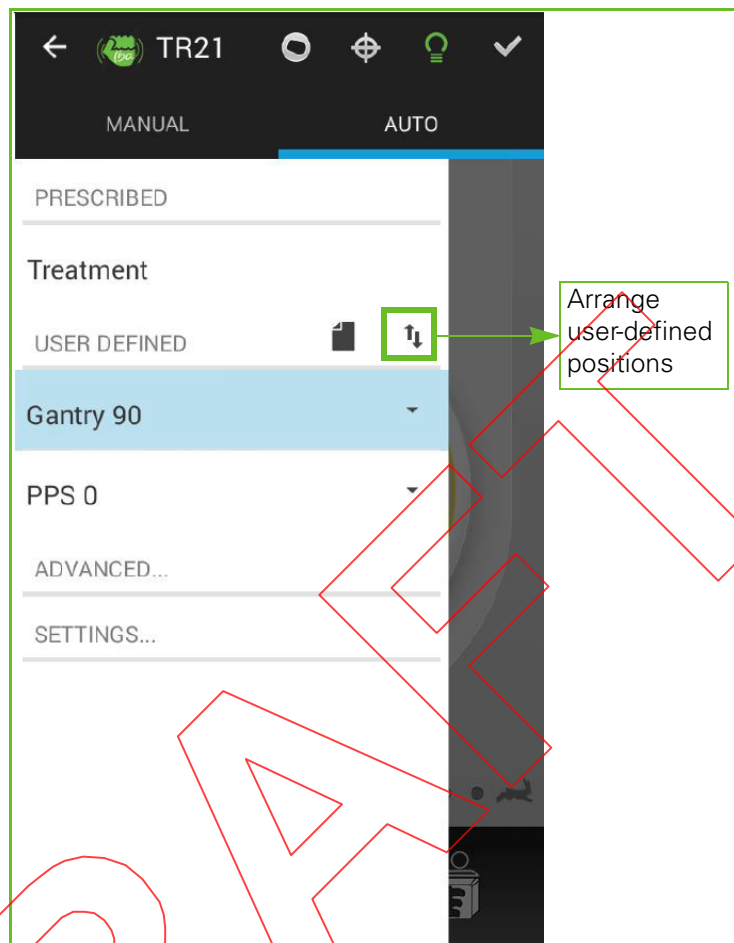 TR21
MANUAL
AUTO
PRESCRIBED
Treatment
USER DEFINED
Arrange
user-defined
positions
Gantry 90
PPS 0
ADVANCED...
SETTINGS...